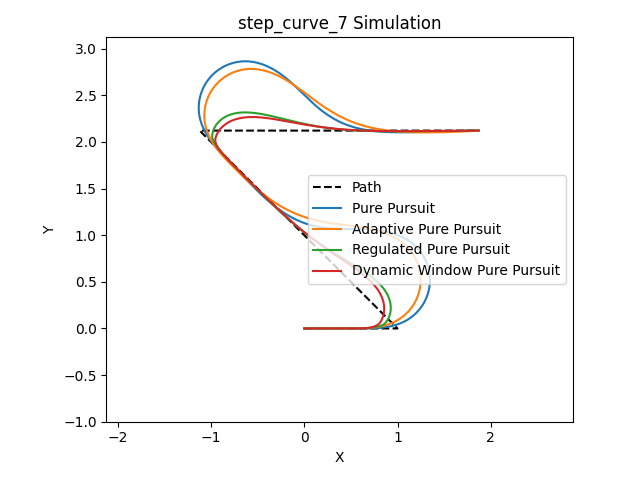 step_curve_7 Simulation
3.0
2.5
2.0
1.5
1.0
0.5
0.0
−0.5
−1.0
Y
Path
Pure Pursuit
Adaptive Pure Pursuit
Regulated Pure Pursuit
Dynamic Window Pure Pursuit
−2 −1 0 1 2
X